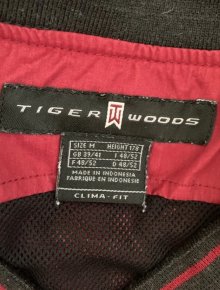 TIGER TW WOODS
SIZE M HEIGHT 178
GB 39/41 I 48/52
F 48/52 D 48/52
MADE IN INDONESIA
FABRIQUE EN INDONESIE
CLIMA-FIT